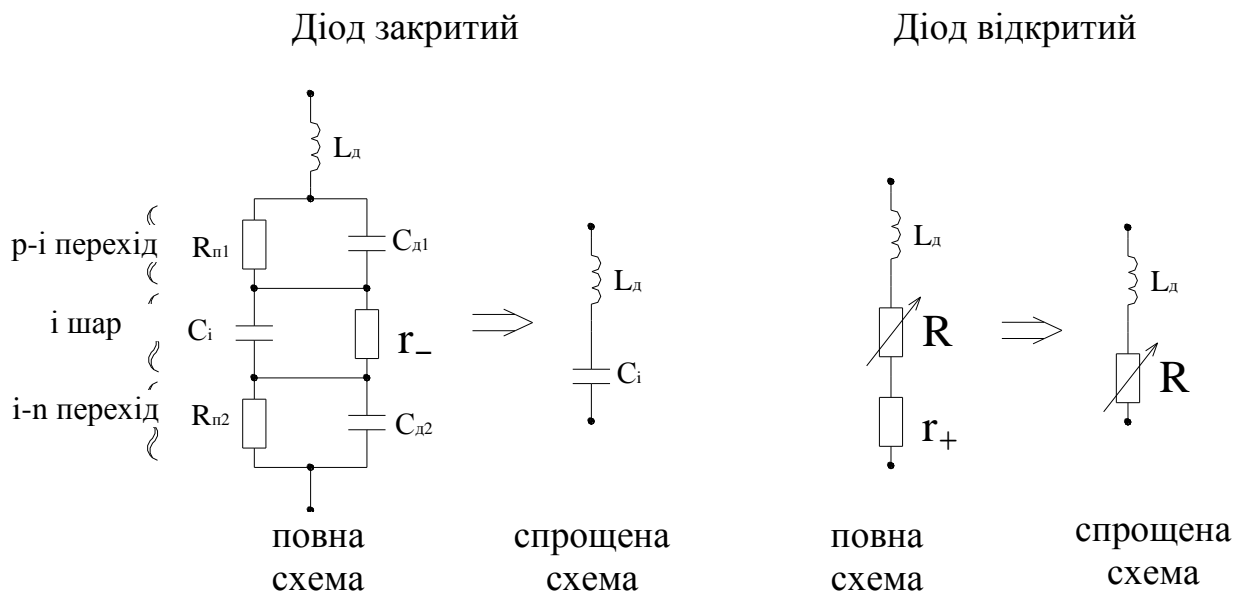 Діод закритий
Діод відкритий
Lд
p-i перехід
Rп1
Cд1
i шар
Ci
r–
i-n перехід
Rп2
Cд2
Lд
Ci
Lд
R
r+
Lд
R
повна
схема
спрощена
схема
повна
схема
спрощена
схема